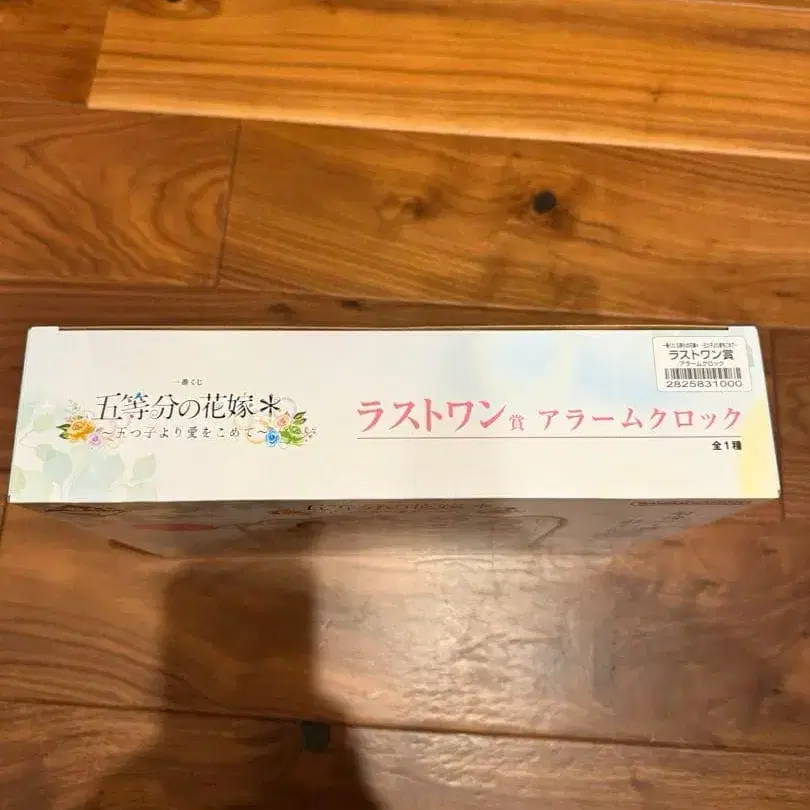 一番くじ
五等分の花嫁＊
〜五つ子より愛をこめて〜
ラストワン賞 アラームクロック
全1種
ラストワン賞
アラームクロック
2825831000